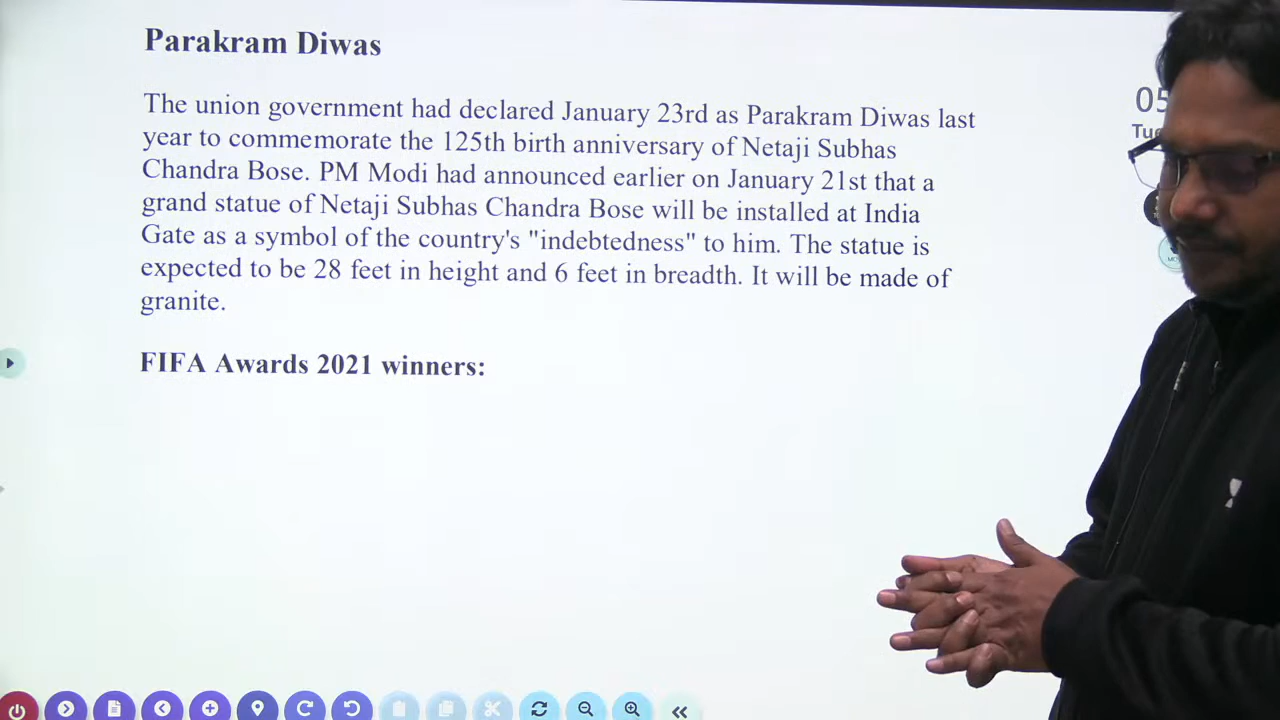 Parakram Diwas
The union government had declared January 23rd as Parakram Diwas last
year to commemorate the 125th birth anniversary of Netaji Subhas
Chandra Bose. PM Modi had announced earlier on January 21st that a
grand statue of Netaji Subhas Chandra Bose will be installed at India
Gate as a symbol of the country's "indebtedness" to him. The statue is
expected to be 28 feet in height and 6 feet in breadth. It will be made of
granite.
FIFA Awards 2021 winners:
05
Tue